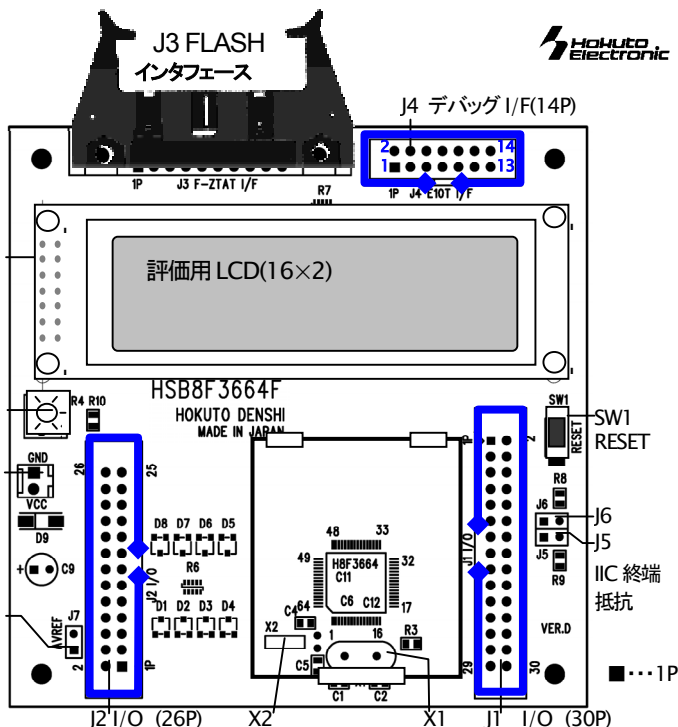 J3 FLASH
インタフェース
Hokuto
Electronic
J4 デバッグ I/F(14P)
2 14
1 13
1P J3 F-ZTAT I/F
1P J4 E10T I/F
R7
評価用 LCD(16×2)
HSB8F3664F
HOKUTO DENSHI
MADE IN JAPAN
R4 R10
SW1
RESET
SW1
RESET
GND
VCC
D9
C9
26 25
J2 I/O
2 1P
J7
AVREF
D8 D7 D6 D5
R6
D1 D2 D3 D4
48 33
49 32
H8F3664
C11
C6 C12
64 17
1 16
C4
X2
C5
R3
C1 C2
1P 2
J1 I/O
29 30
R8
J6
J5
R9
J6
J5
IIC 終端
抵抗
VER.D
■···1P
J2 I/O (26P)
X2
X1
J1 I/O (30P)